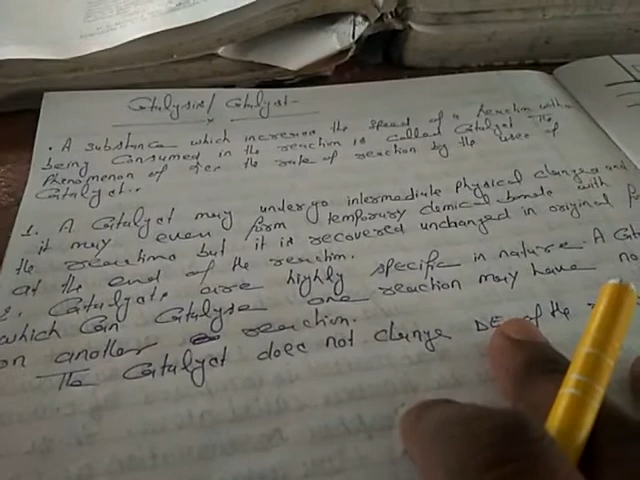 Catalysis/ Catalyst-
. A substance which increases the speed of a reaction without
being consumed in the reaction is called Catalyst. The
Phenomenon of the rate of reaction by the use of
Catalyst..
1. A Catalyst may undergo intermediate physical changes and
it may even form temporary chemical bonds with
the reactions but it is recovered unchanged in original
at the end of the reaction.
2. Catalysts are highly specific in nature. A
which Can Catalyse one reaction may have no
on another reaction.
The Catalyst does not change of the